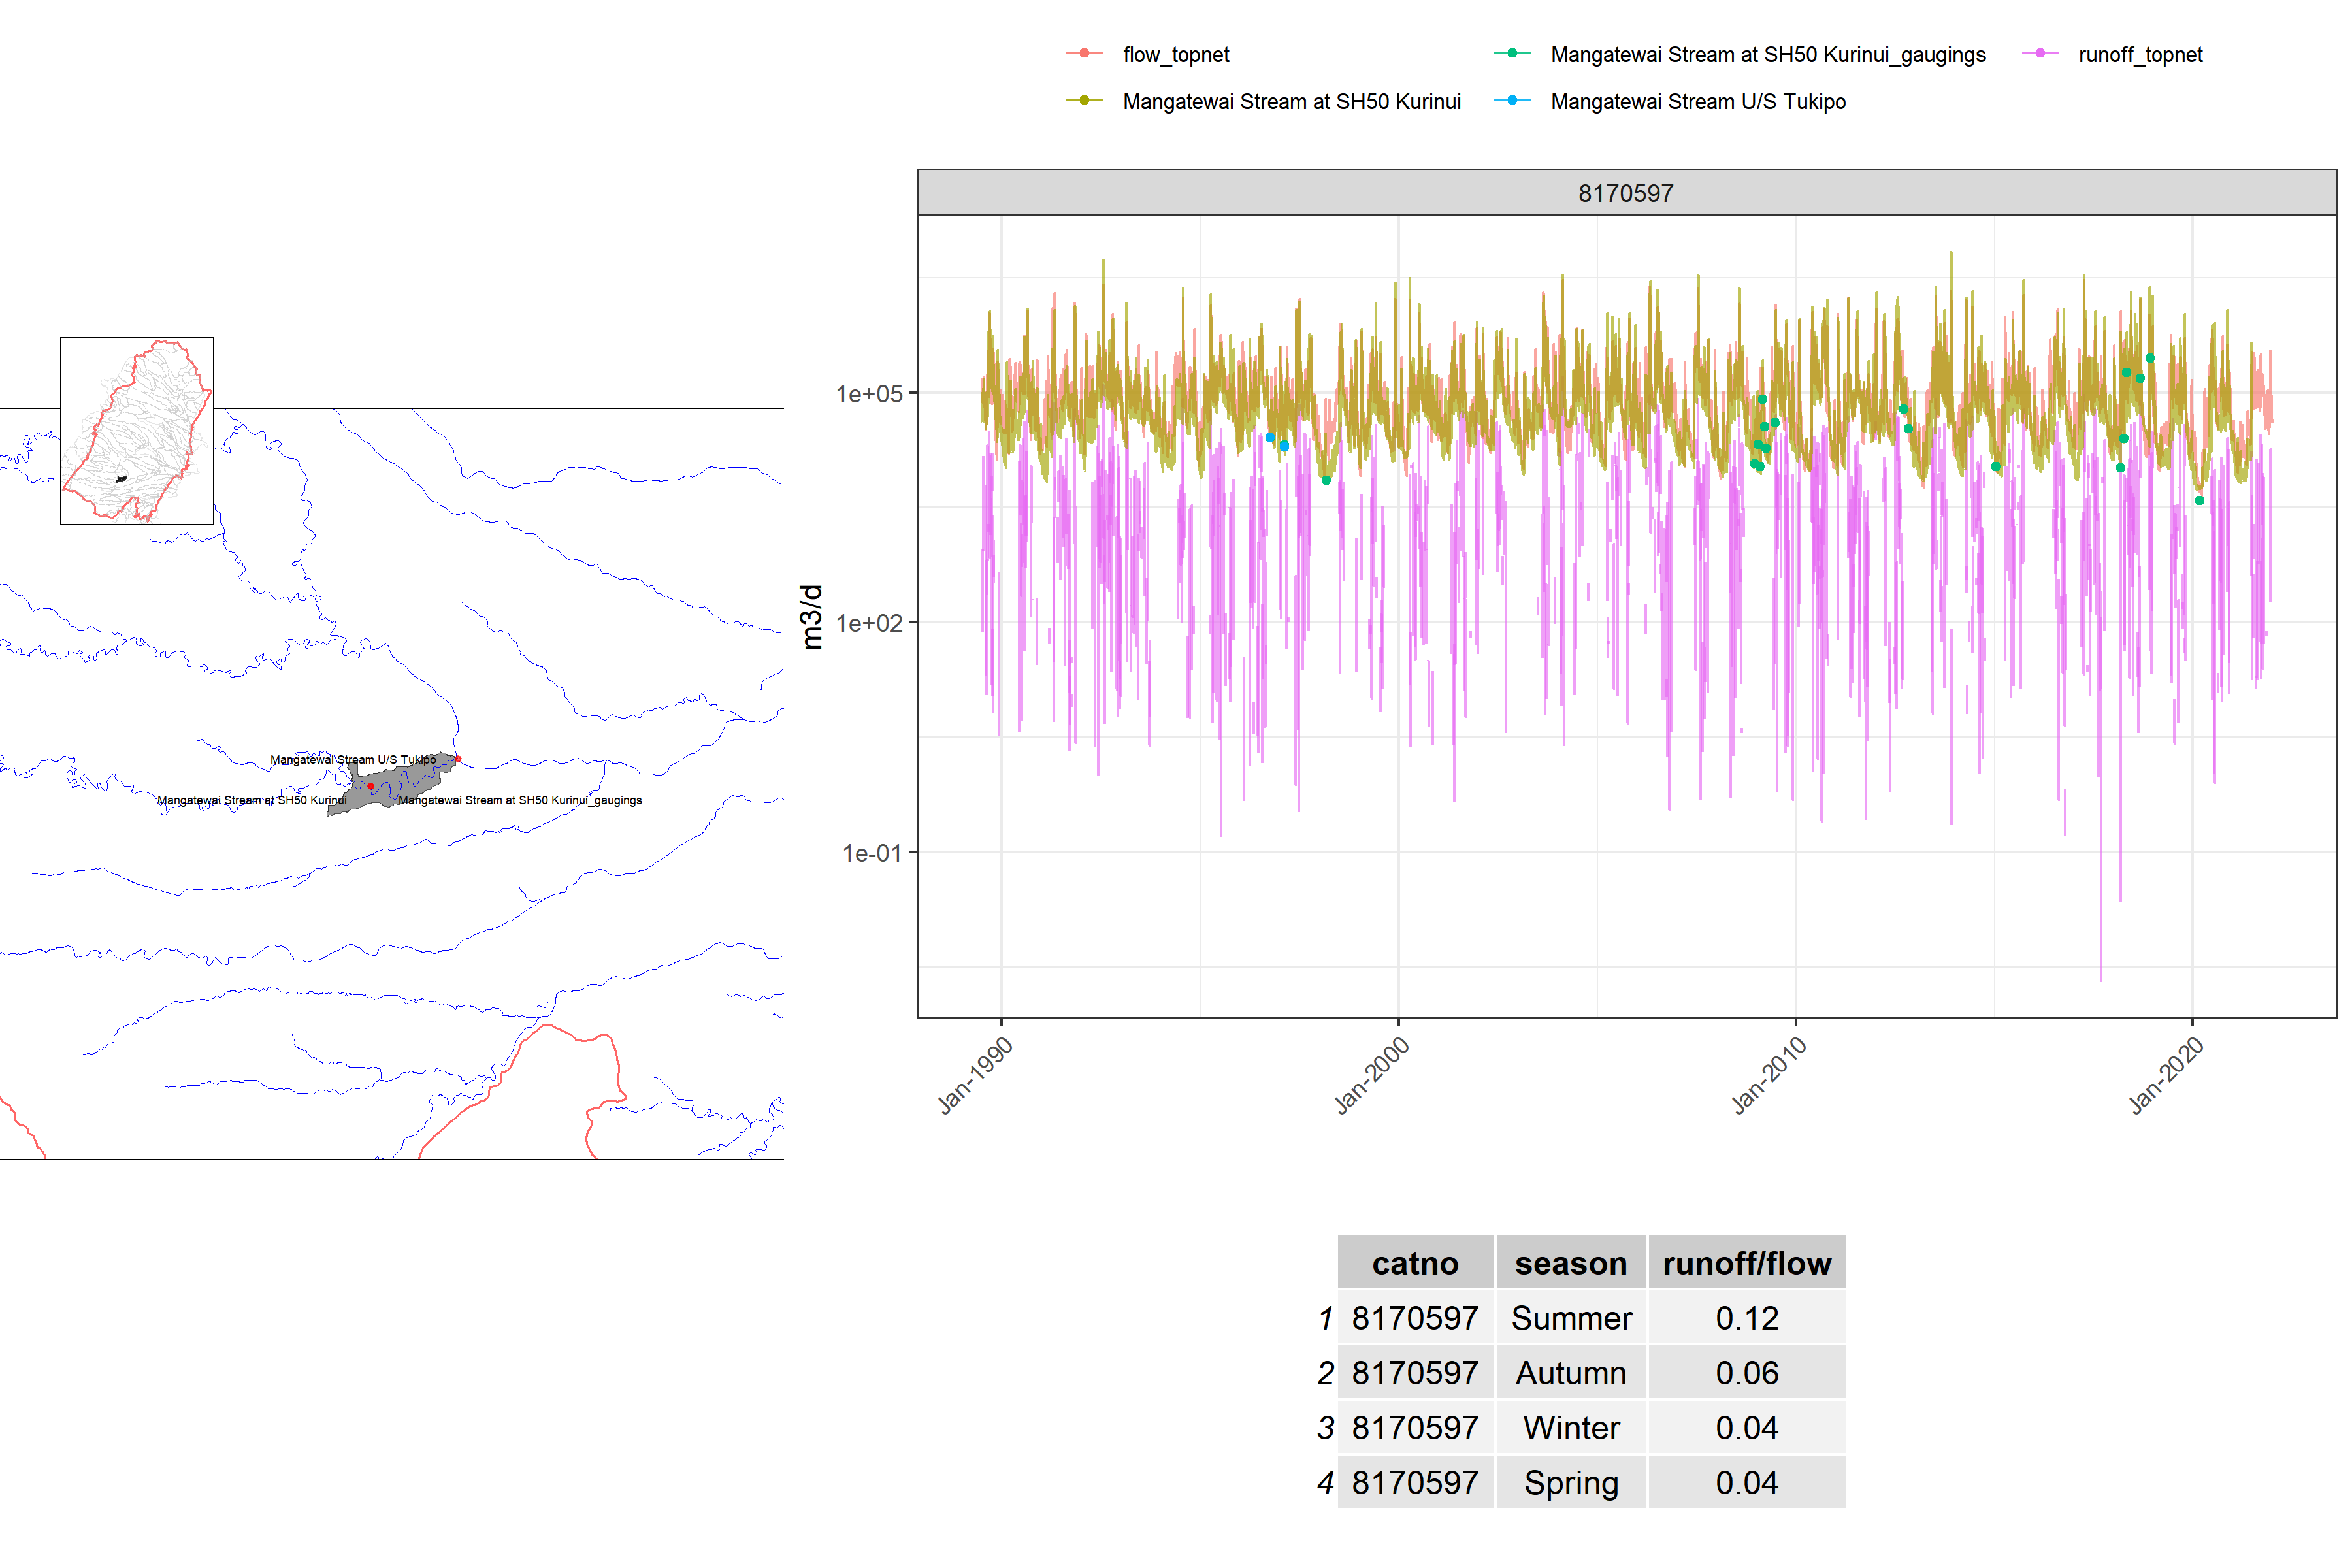 flow_topnet
Mangatewai Stream at SH50 Kurinui_gaugings
runoff_topnet
Mangatewai Stream at SH50 Kurinui
Mangatewai Stream U/S Tukipo
8170597
1e+05
1e+02
1e-01
m3/d
Jan-1990
Jan-2000
Jan-2010
Jan-2020
Mangatewai Stream U/S Tukipo
Mangatewai Stream at SH50 Kurinui
Mangatewai Stream at SH50 Kurinui_gaugings
catno season runoff/flow
1 8170597 Summer 0.12
2 8170597 Autumn 0.06
3 8170597 Winter 0.04
4 8170597 Spring 0.04